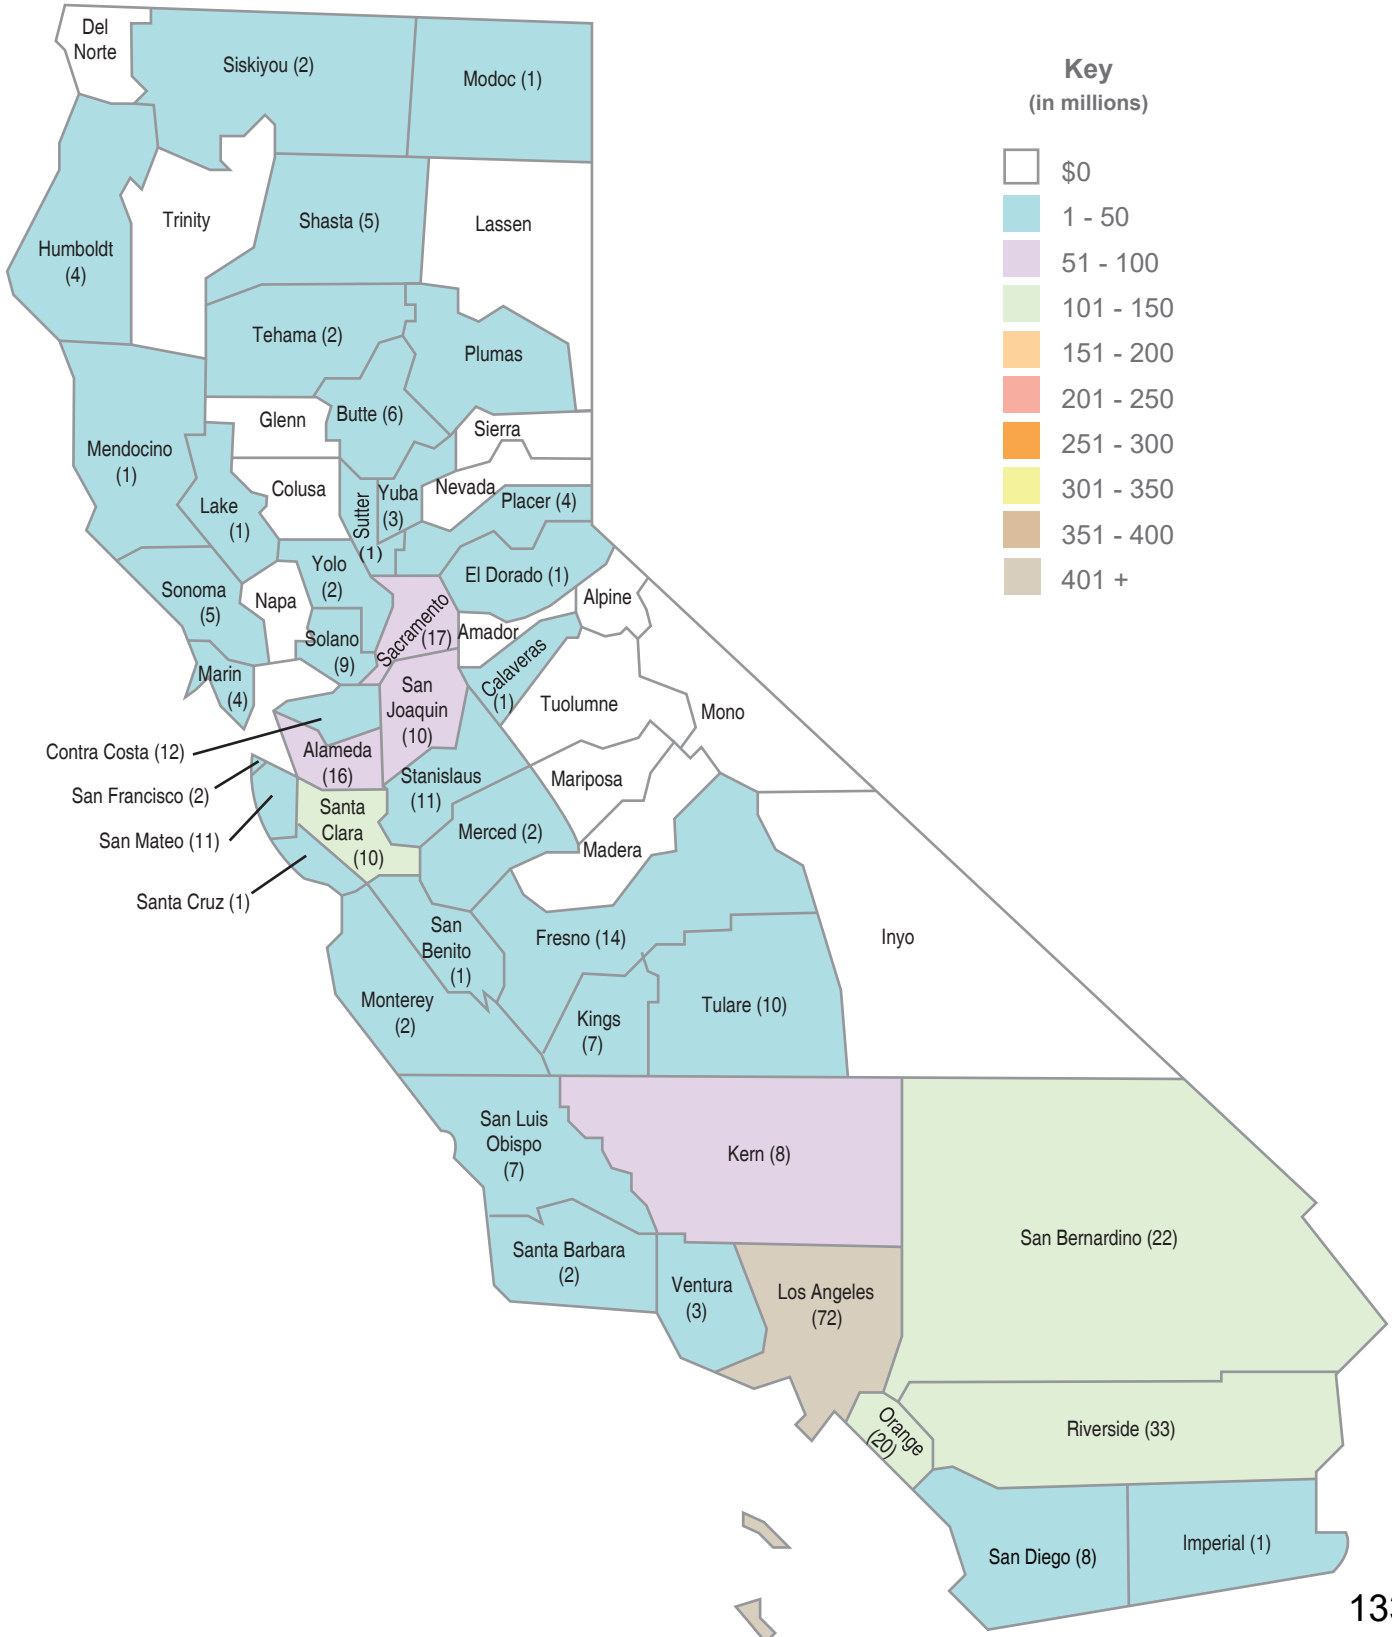 Del
Norte
Siskiyou (2)
Modoc (1)
Key
(in millions)
$0
1 - 50
51 - 100
101 - 150
151 - 200
201 - 250
251 - 300
301 - 350
351 - 400
401 +
Humboldt
(4)
Trinity
Shasta (5)
Lassen
Tehama (2)
Plumas
Glenn
Butte (6)
Sierra
Mendocino
(1)
Lake
(1)
Colusa
Sutter
(1)
Yuba
(3)
Nevada
Placer (4)
El Dorado (1)
Sonoma
(5)
Napa
Yolo
(2)
Solano
(9)
Sacramento
(17)
Amador
Alpine
Marin
(4)
Calaveras
(1)
San
Joaquin
(10)
Tuolumne
Mono
Contra Costa (12)
Alameda
(16)
Stanislaus
(11)
Mariposa
San Francisco (2)
San Mateo (11)
Santa
Clara
(10)
Merced (2)
Madera
Santa Cruz (1)
San
Benito
(1)
Fresno (14)
Inyo
Monterey
(2)
Kings
(7)
Tulare (10)
San Luis
Obispo
(7)
Kern (8)
San Bernardino (22)
Santa Barbara
(2)
Ventura
(3)
Los Angeles
(72)
Orange
(20)
Riverside (33)
San Diego (8)
Imperial (1)